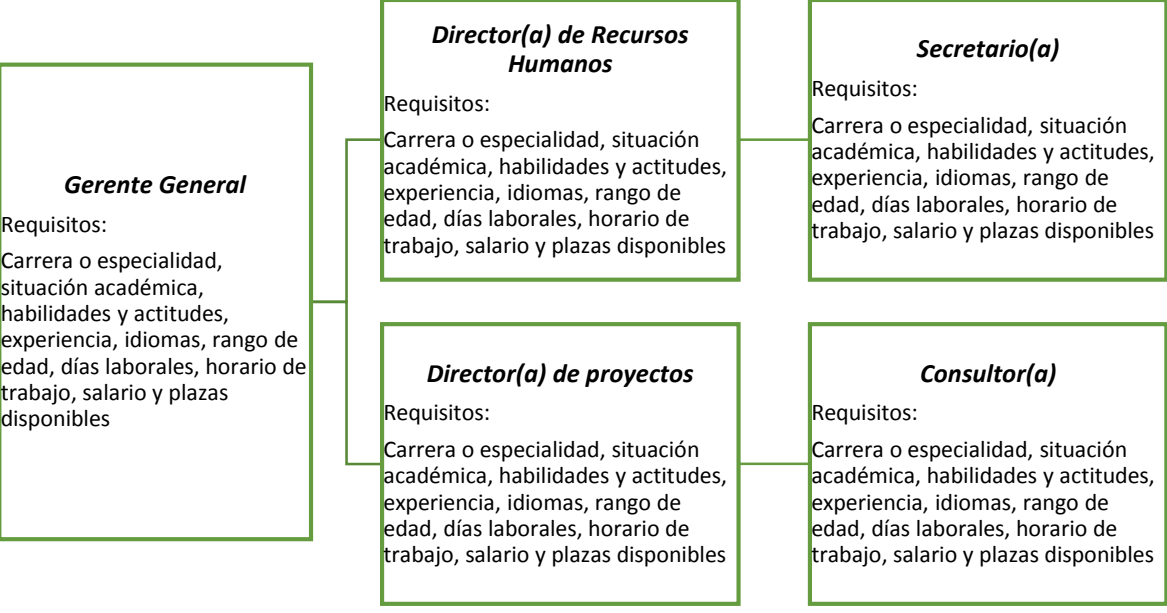 Gerente General
Requisitos:
Carrera o especialidad,
situación académica,
habilidades y actitudes,
experiencia, idiomas, rango de
edad, días laborales, horario de
trabajo, salario y plazas
disponibles
Director(a) de Recursos
Humanos
Requisitos:
Carrera o especialidad, situación
académica, habilidades y actitudes,
experiencia, idiomas, rango de
edad, días laborales, horario de
trabajo, salario y plazas disponibles
Secretario(a)
Requisitos:
Carrera o especialidad, situación
académica, habilidades y actitudes,
experiencia, idiomas, rango de
edad, días laborales, horario de
trabajo, salario y plazas disponibles
Director(a) de proyectos
Requisitos:
Carrera o especialidad, situación
académica, habilidades y actitudes,
experiencia, idiomas, rango de
edad, días laborales, horario de
trabajo, salario y plazas disponibles
Consultor(a)
Requisitos:
Carrera o especialidad, situación
académica, habilidades y actitudes,
experiencia, idiomas, rango de
edad, días laborales, horario de
trabajo, salario y plazas disponibles